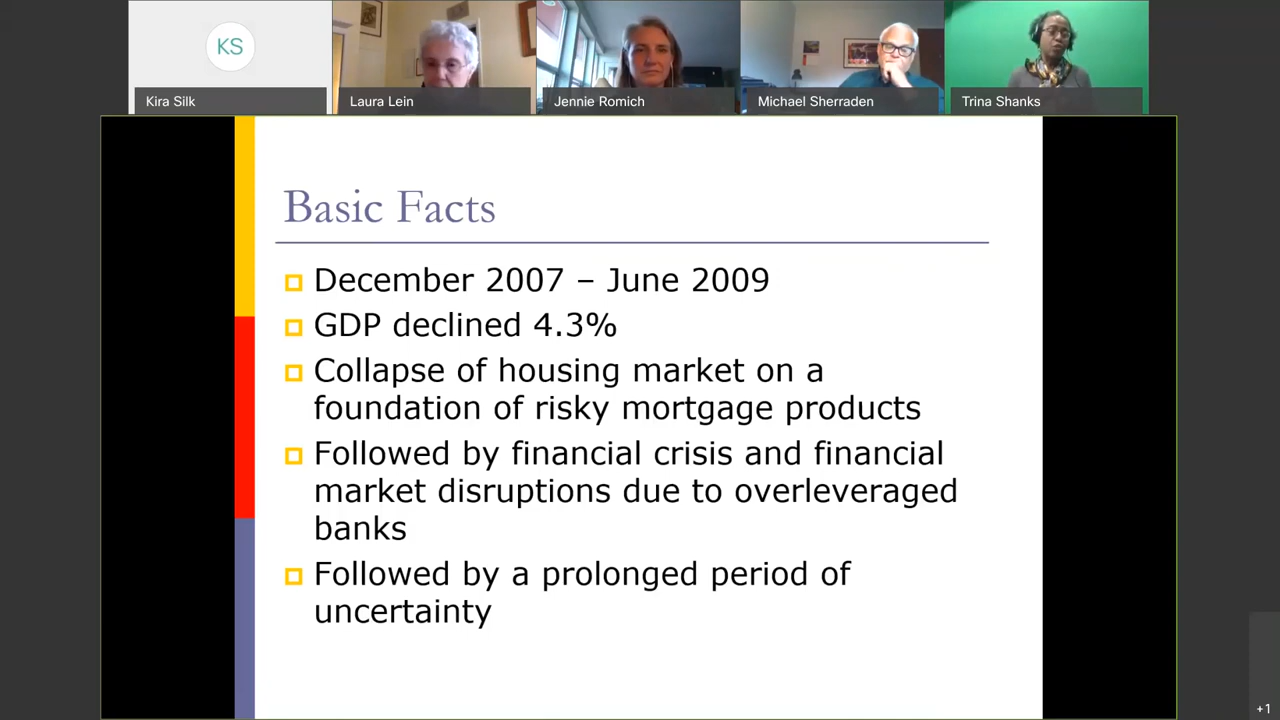 KS
Kira Silk
Laura Lein
Jennie Romich
Michael Sherraden
Trina Shanks
Basic Facts
December 2007 – June 2009
GDP declined 4.3%
Collapse of housing market on a
foundation of risky mortgage products
Followed by financial crisis and financial
market disruptions due to overleveraged
banks
Followed by a prolonged period of
uncertainty
+1